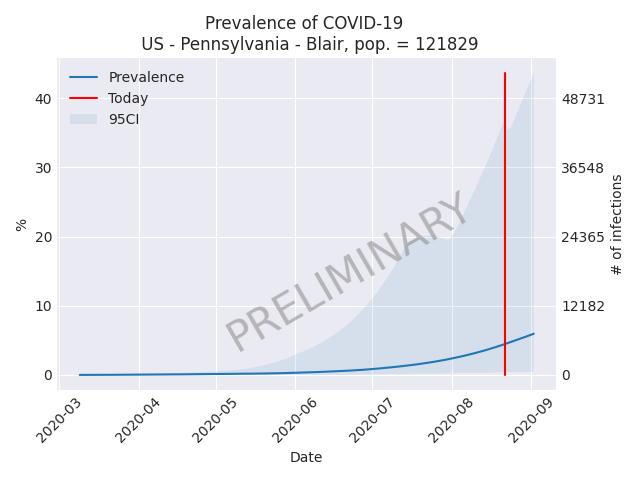 Prevalence of COVID-19
US - Pennsylvania - Blair, pop. = 121829
Prevalence
Today
95CI
40
30
20
10
0
%
48731
36548
24365
12182
0
# of infections
PRELIMINARY
2020-03
2020-04
2020-05
2020-06
2020-07
2020-08
2020-09
Date